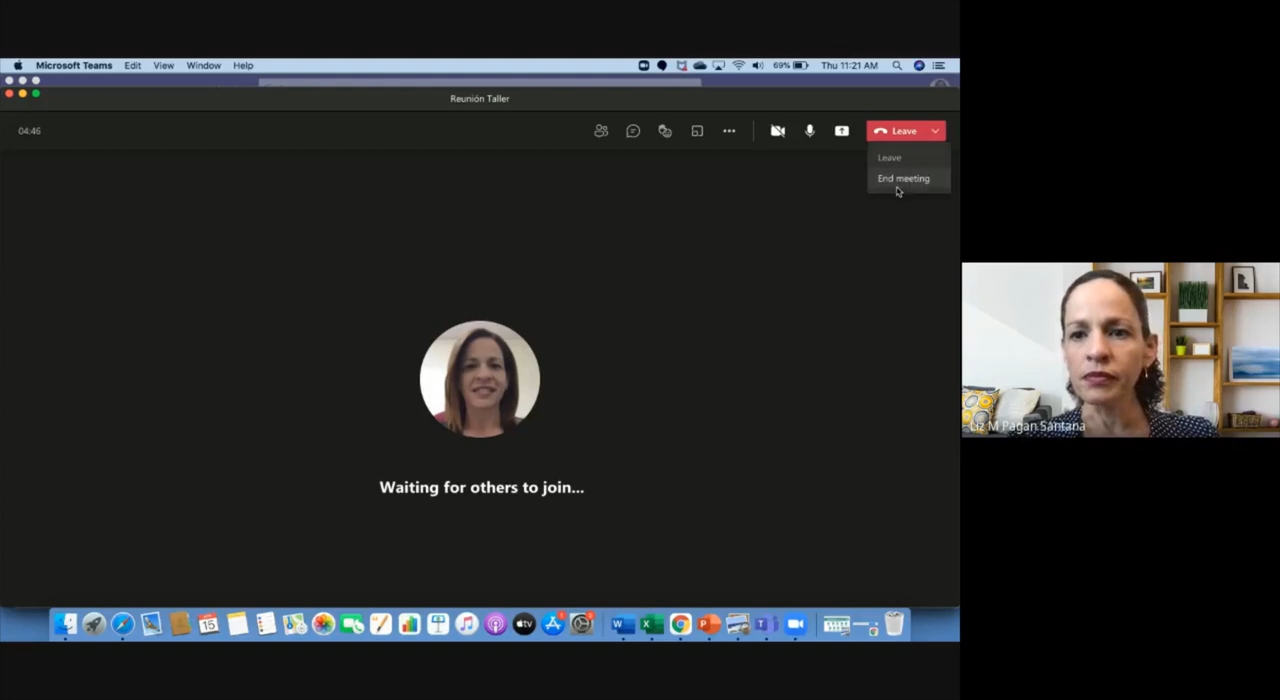 Microsoft Teams Edit View Window Help 69% Thu 11:21 AM
Reunión Taller
04:46 Leave
Leave
End meeting
Waiting for others to join...
Liz M Pagan Santana
15
tv
W X P T